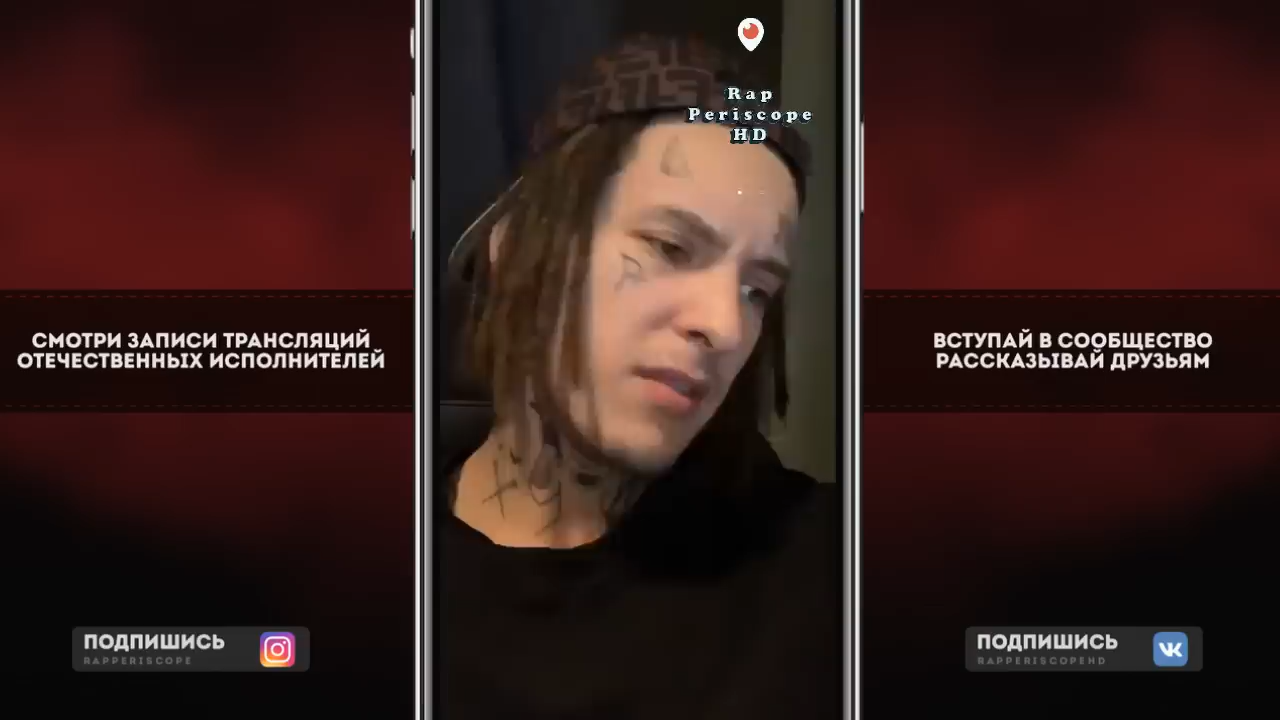 Rap
Periscope
HD
СМОТРИ ЗАПИСИ ТРАНСЛЯЦИЙ
ОТЕЧЕСТВЕННЫХ ИСПОЛНИТЕЛЕЙ
ВСТУПАЙ В СООБЩЕСТВО
РАССКАЗЫВАЙ ДРУЗЬЯМ
ПОДПИШИСЬ
RAPPERISCOPE
ПОДПИШИСЬ
RAPPERISCOPEHD